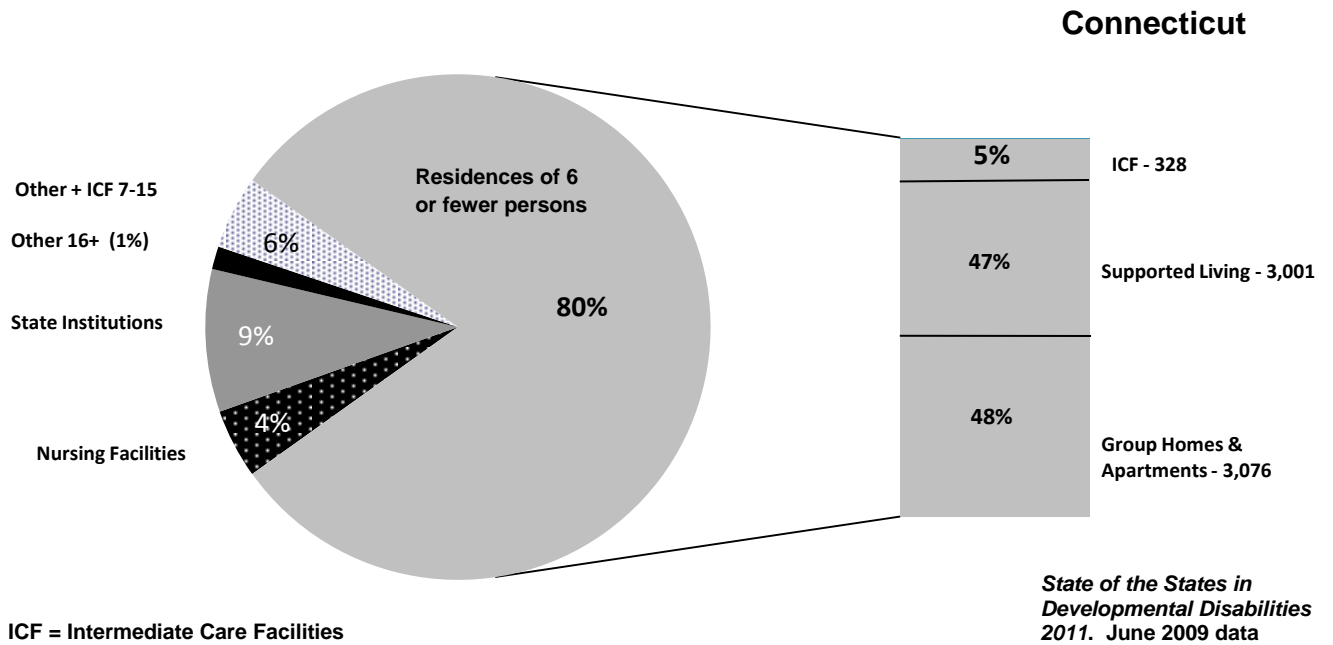 Connecticut
Residences of 6
or fewer persons
80%
Other + ICF 7-15
6%
Other 16+ (1%)
State Institutions
9%
Nursing Facilities
4%
5%
ICF - 328
47%
Supported Living - 3,001
48%
Group Homes &
Apartments - 3,076
ICF = Intermediate Care Facilities
State of the States in
Developmental Disabilities
2011. June 2009 data